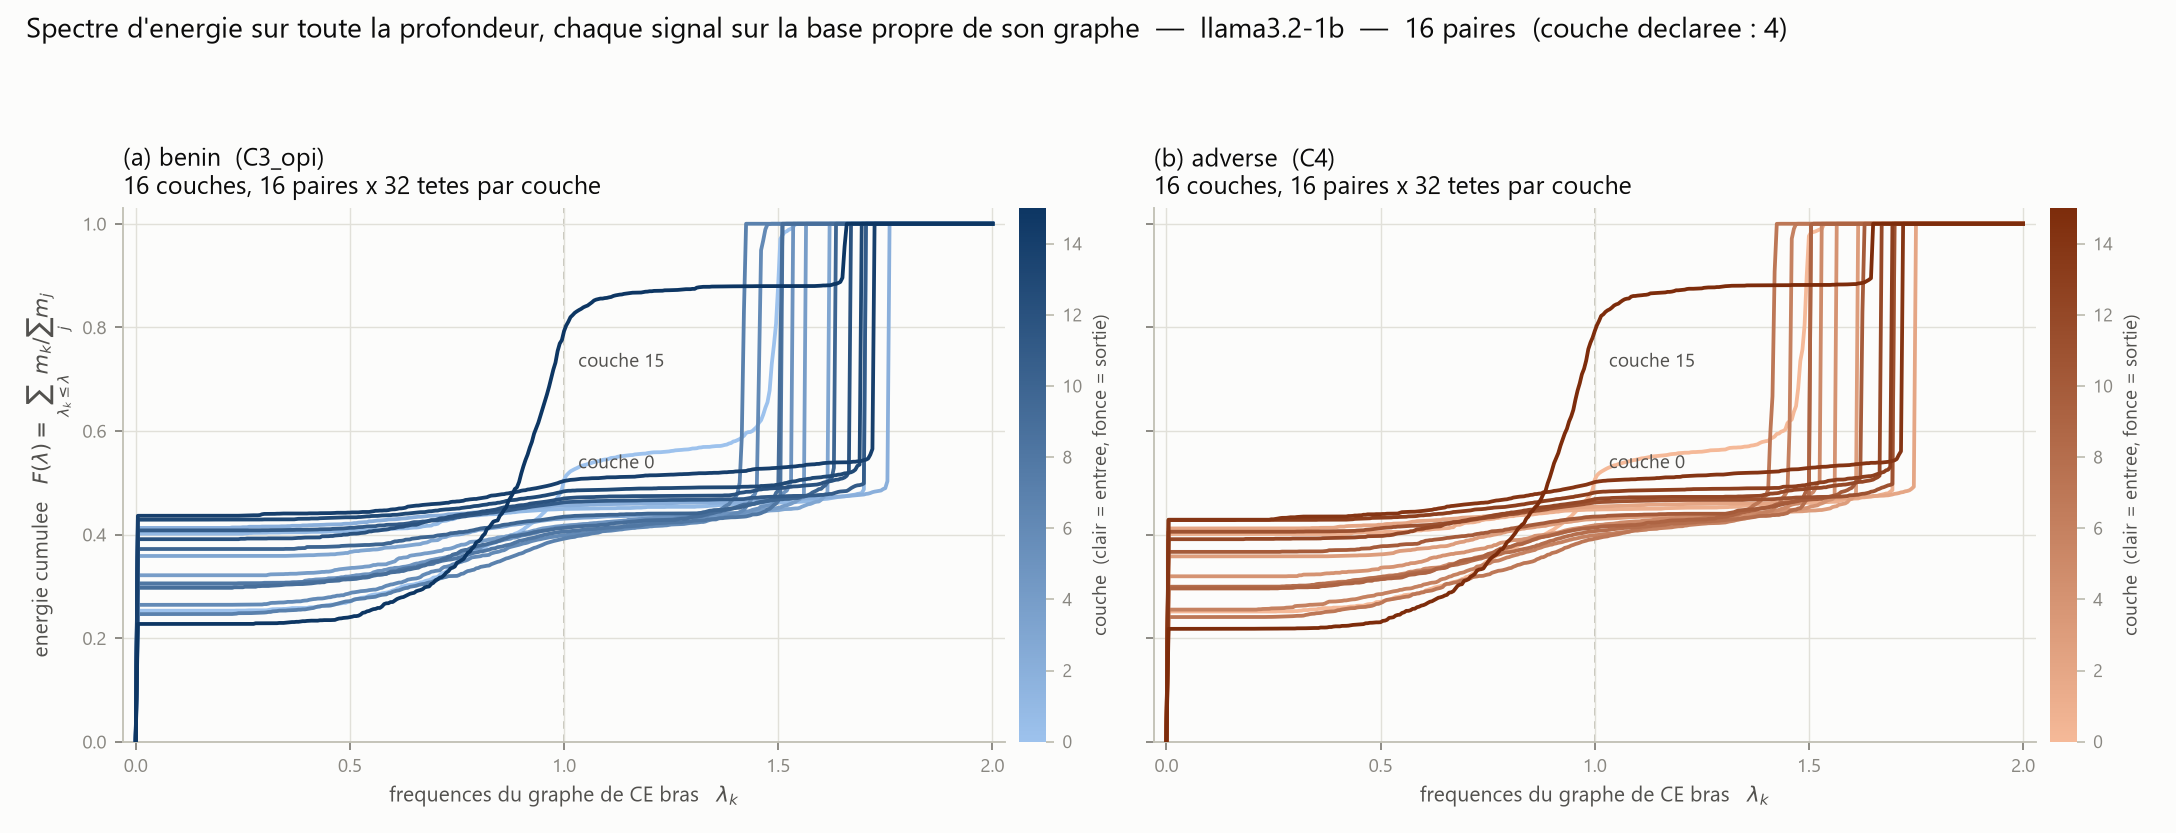 Spectre d'energie sur toute la profondeur, chaque signal sur la base propre de son graphe — llama3.2-1b — 16 paires (couche declaree : 4)
(a) benin (C3_opi)
16 couches, 16 paires x 32 tetes par couche
energie cumulee F(λ) = ∑_{λ_k ≤ λ} m_k/∑_j m_j
1.0
0.8
0.6
0.4
0.2
0.0
couche 15
couche 0
0.0 0.5 1.0 1.5 2.0
frequences du graphe de CE bras λ_k
14
12
10
8
6
4
2
0
couche (clair = entree, fonce = sortie)
(b) adverse (C4)
16 couches, 16 paires x 32 tetes par couche
couche 15
couche 0
0.0 0.5 1.0 1.5 2.0
frequences du graphe de CE bras λ_k
14
12
10
8
6
4
2
0
couche (clair = entree, fonce = sortie)